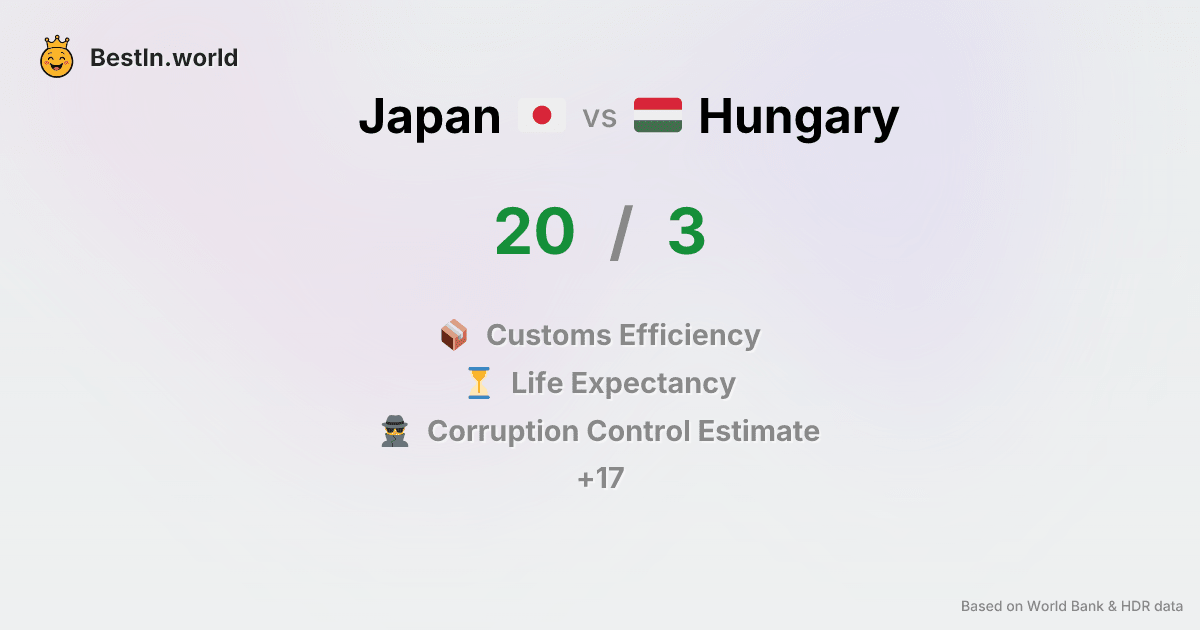 BestIn.world
Japan vs Hungary
20 / 3
Customs Efficiency
Life Expectancy
Corruption Control Estimate
+17
Based on World Bank & HDR data